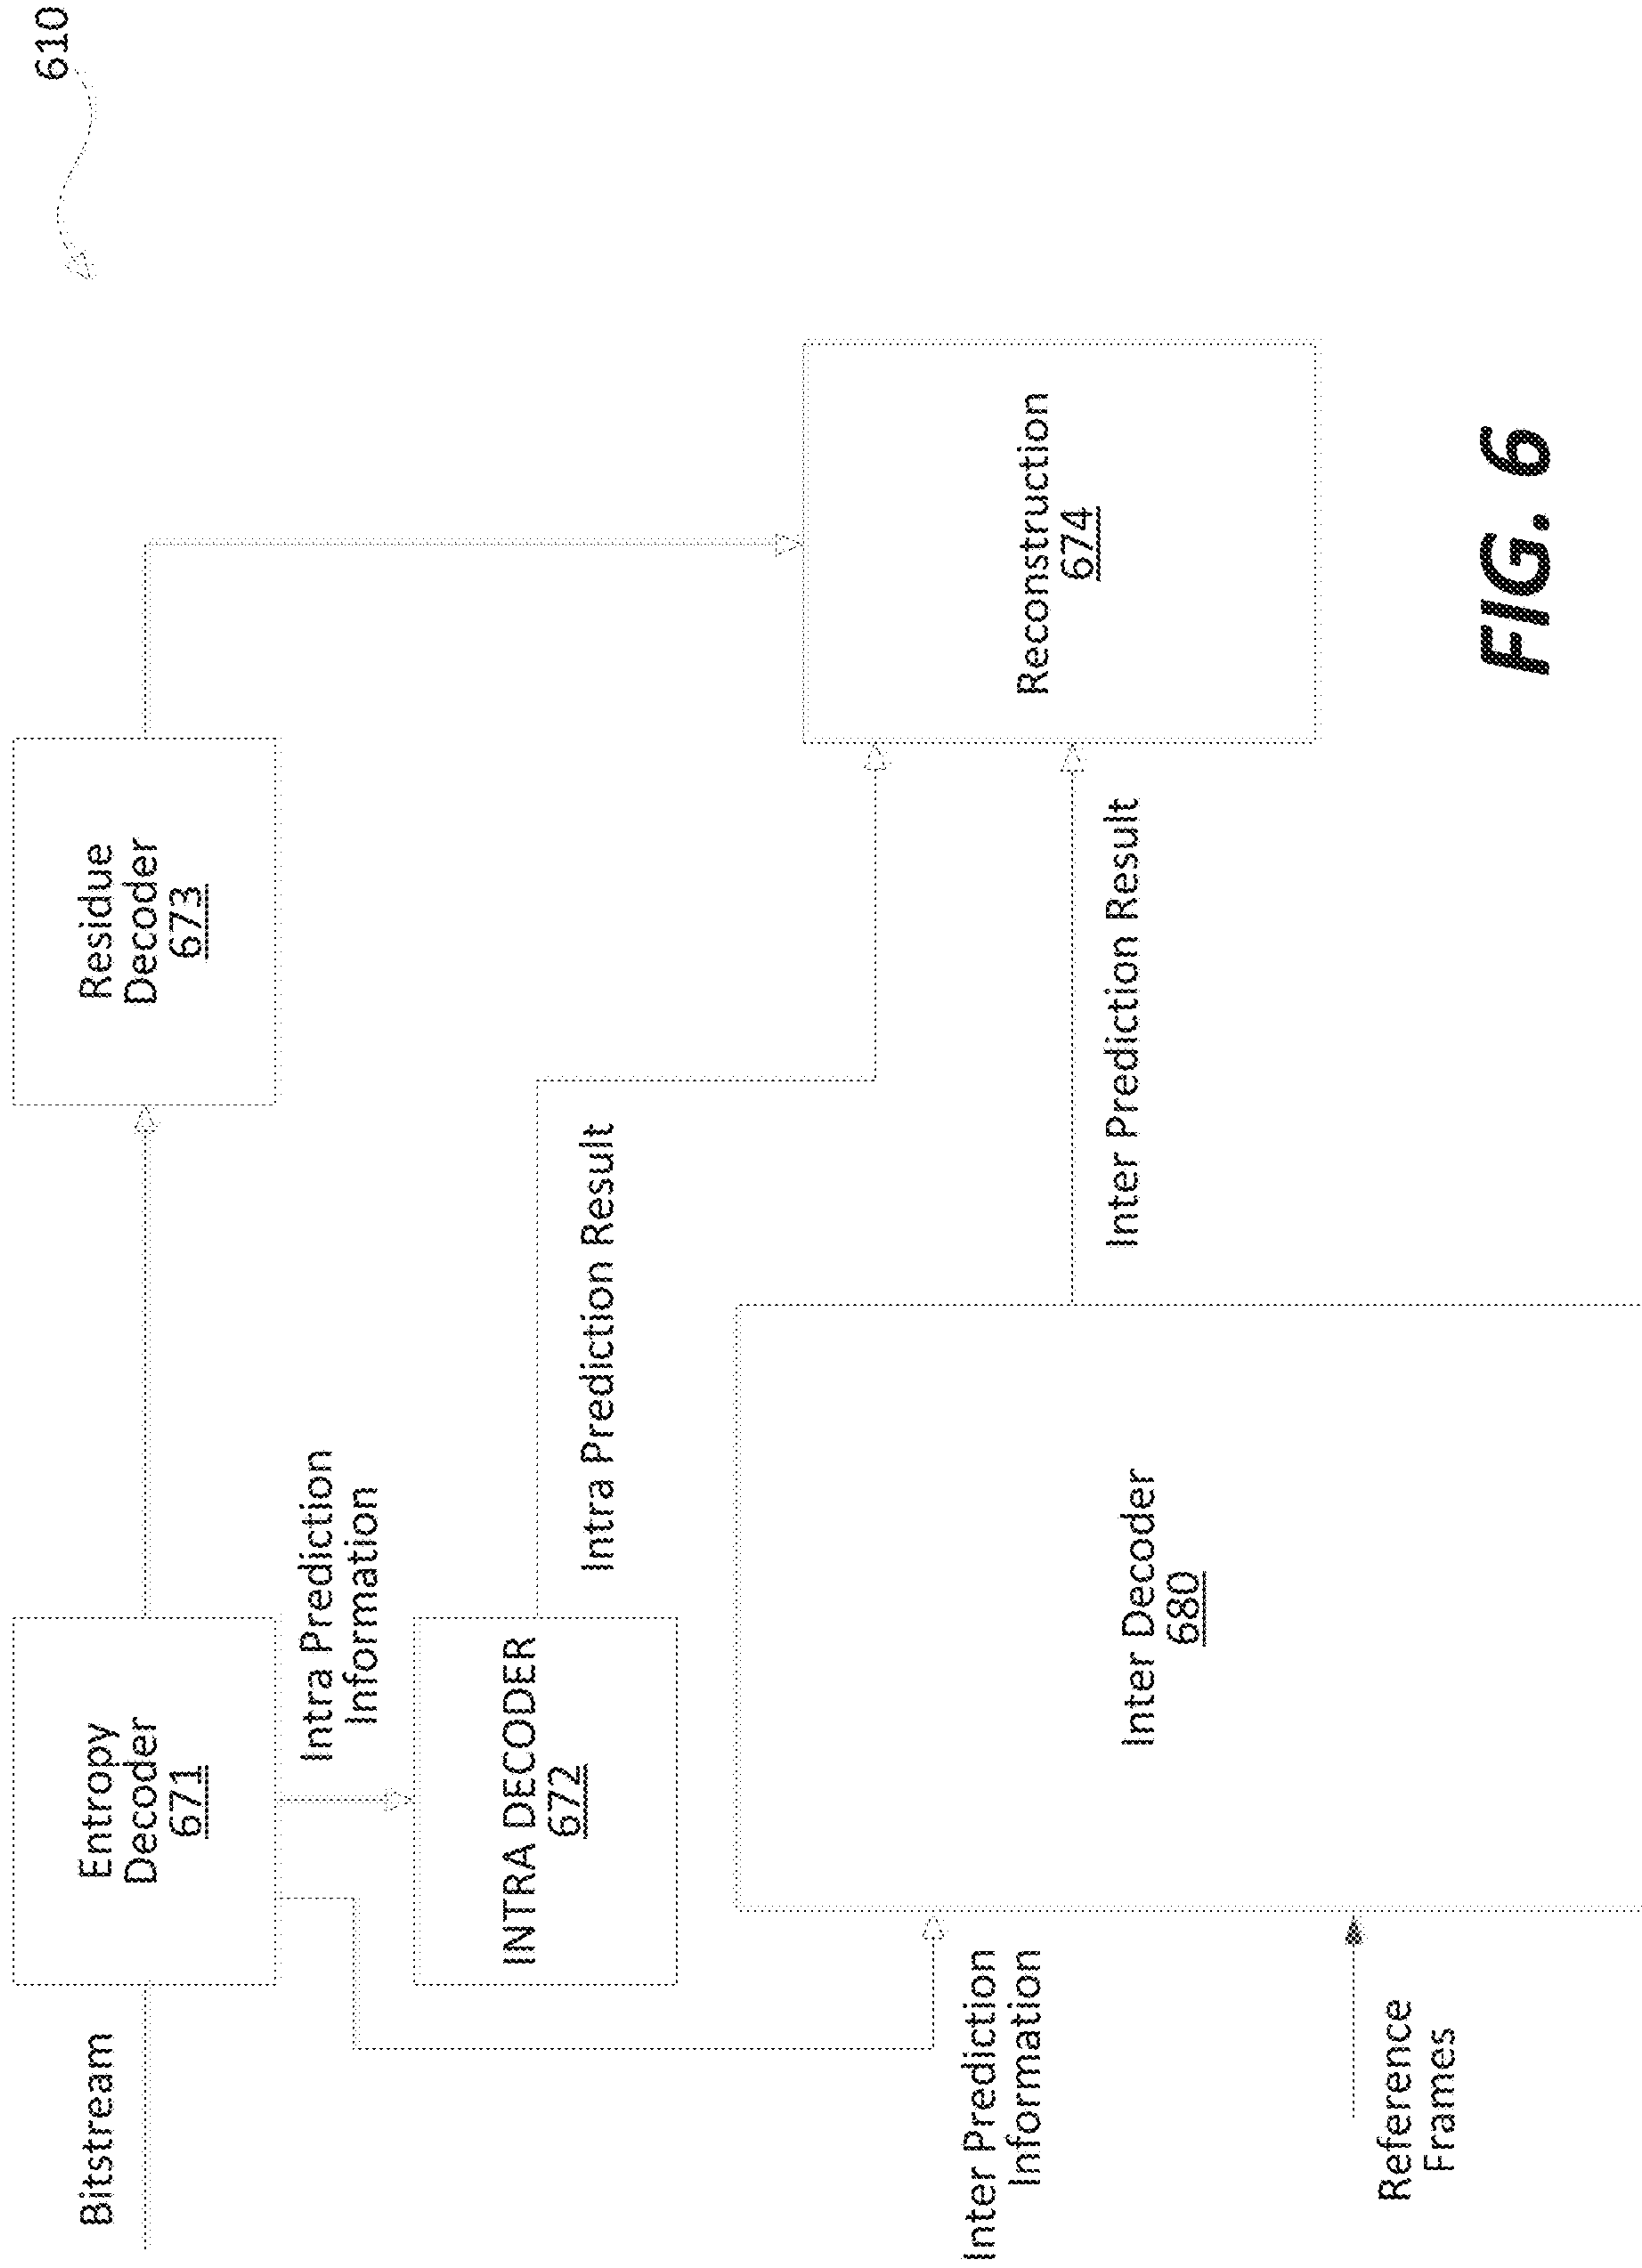 610
Bitstream
Entropy
Decoder
671
Residue
Decoder
673
Intra Prediction
Information
INTRA DECODER
672
Intra Prediction Result
Inter Prediction
Information
Inter Decoder
680
Inter Prediction Result
Reconstruction
674
Reference
Frames
FIG. 6